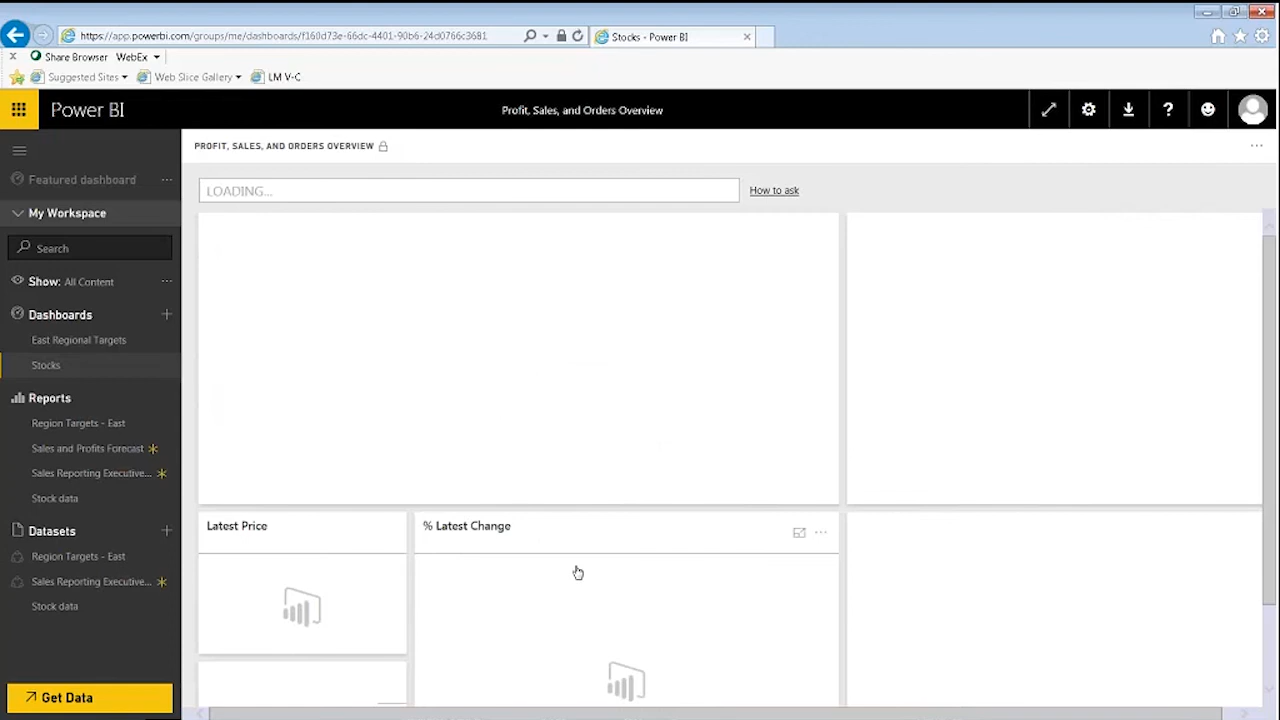 https://app.powerbi.com/groups/me/dashboards/f160d73e-66dc-4401-90b6-24d0766c3681
Stocks - Power BI
x Share Browser WebEx
Suggested Sites Web Slice Gallery LM V-C
Power BI
Profit, Sales, and Orders Overview
PROFIT, SALES, AND ORDERS OVERVIEW
Featured dashboard ...
LOADING...
How to ask
My Workspace
Search
Show: All Content ...
Dashboards +
East Regional Targets
Stocks
Reports
Region Targets - East
Sales and Profits Forecast
Sales Reporting Executive...
Stock data
Datasets +
Region Targets - East
Sales Reporting Executive...
Stock data
Get Data
Latest Price
% Latest Change